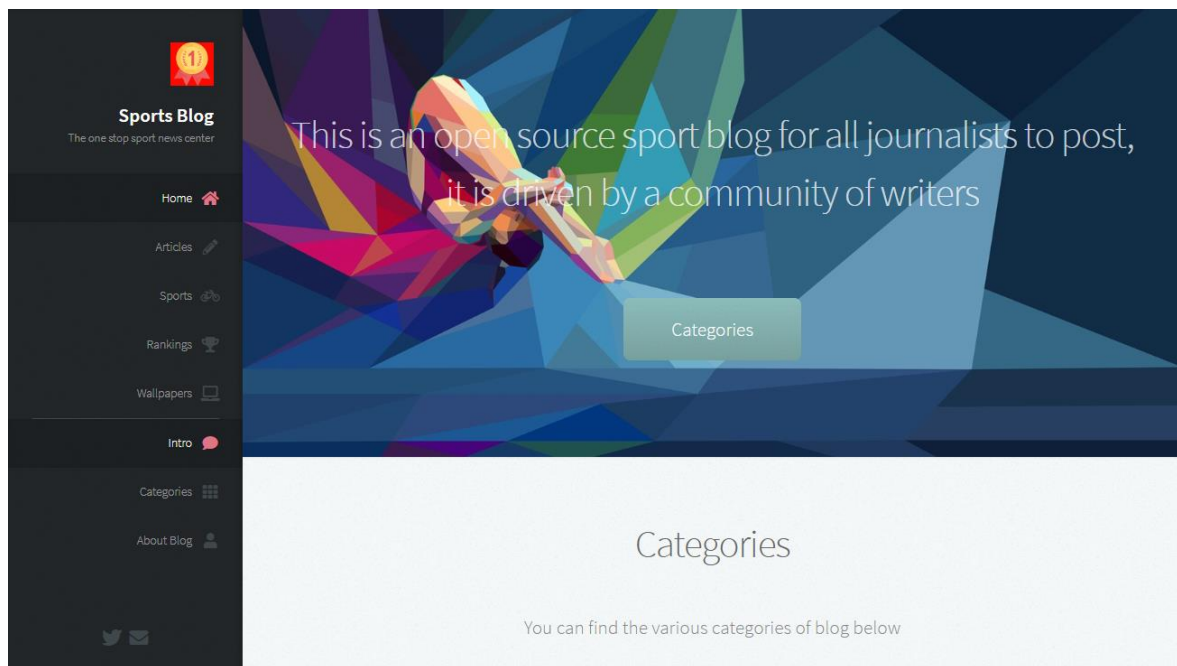 1
Sports Blog
The one stop sport news center
Home
Articles
Sports
Rankings
Wallpapers
Intro
Categories
About Blog
This is an open source sport blog for all journalists to post,
it is driven by a community of writers
Categories
Categories
You can find the various categories of blog below